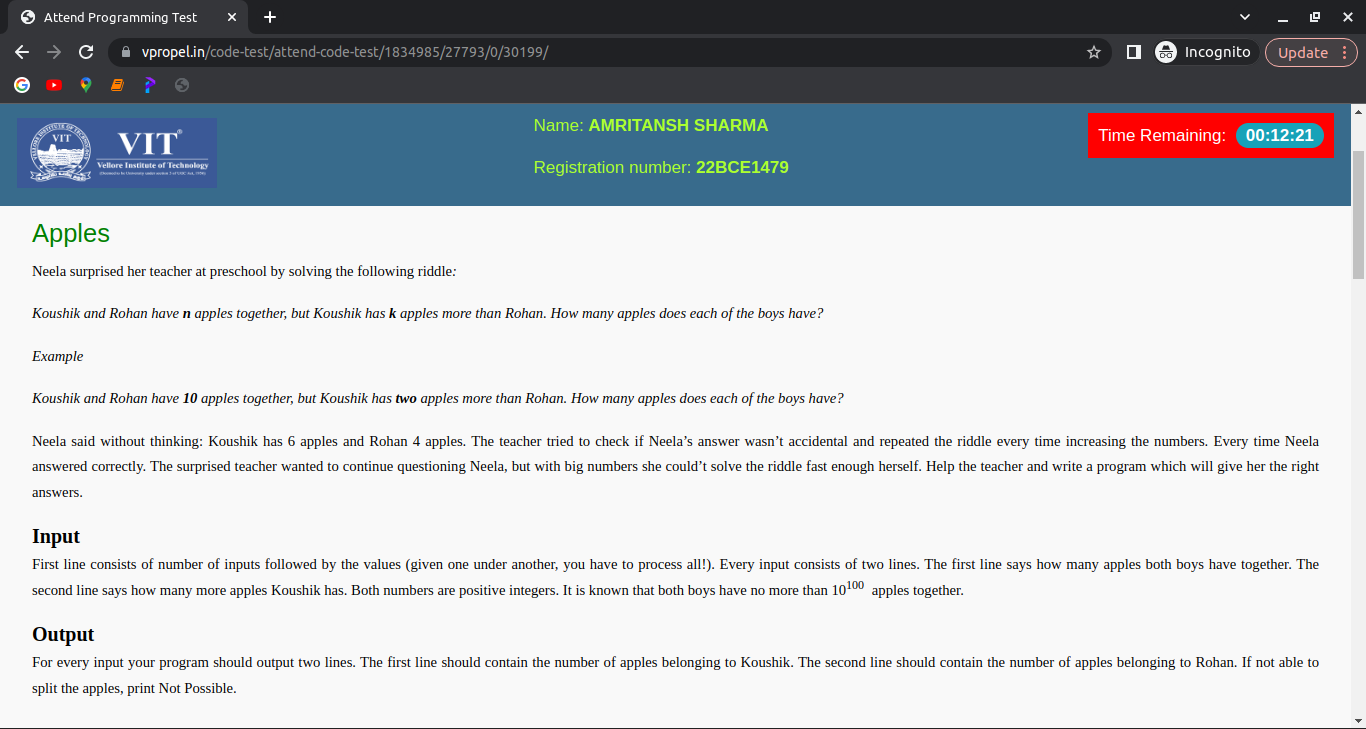 Attend Programming Test
vpropel.in/code-test/attend-code-test/1834985/27793/0/30199/
Incognito
Update
VIT
VIT®
Vellore Institute of Technology
Name: AMRITANSH SHARMA
Registration number: 22BCE1479
Time Remaining: 00:12:21
Apples
Neela surprised her teacher at preschool by solving the following riddle:
Koushik and Rohan have n apples together, but Koushik has k apples more than Rohan. How many apples does each of the boys have?
Example
Koushik and Rohan have 10 apples together, but Koushik has two apples more than Rohan. How many apples does each of the boys have?
Neela said without thinking: Koushik has 6 apples and Rohan 4 apples. The teacher tried to check if Neela’s answer wasn’t accidental and repeated the riddle every time increasing the numbers. Every time Neela
answered correctly. The surprised teacher wanted to continue questioning Neela, but with big numbers she could’t solve the riddle fast enough herself. Help the teacher and write a program which will give her the right
answers.
Input
First line consists of number of inputs followed by the values (given one under another, you have to process all!). Every input consists of two lines. The first line says how many apples both boys have together. The
second line says how many more apples Koushik has. Both numbers are positive integers. It is known that both boys have no more than 10^100 apples together.
Output
For every input your program should output two lines. The first line should contain the number of apples belonging to Koushik. The second line should contain the number of apples belonging to Rohan. If not able to
split the apples, print Not Possible.